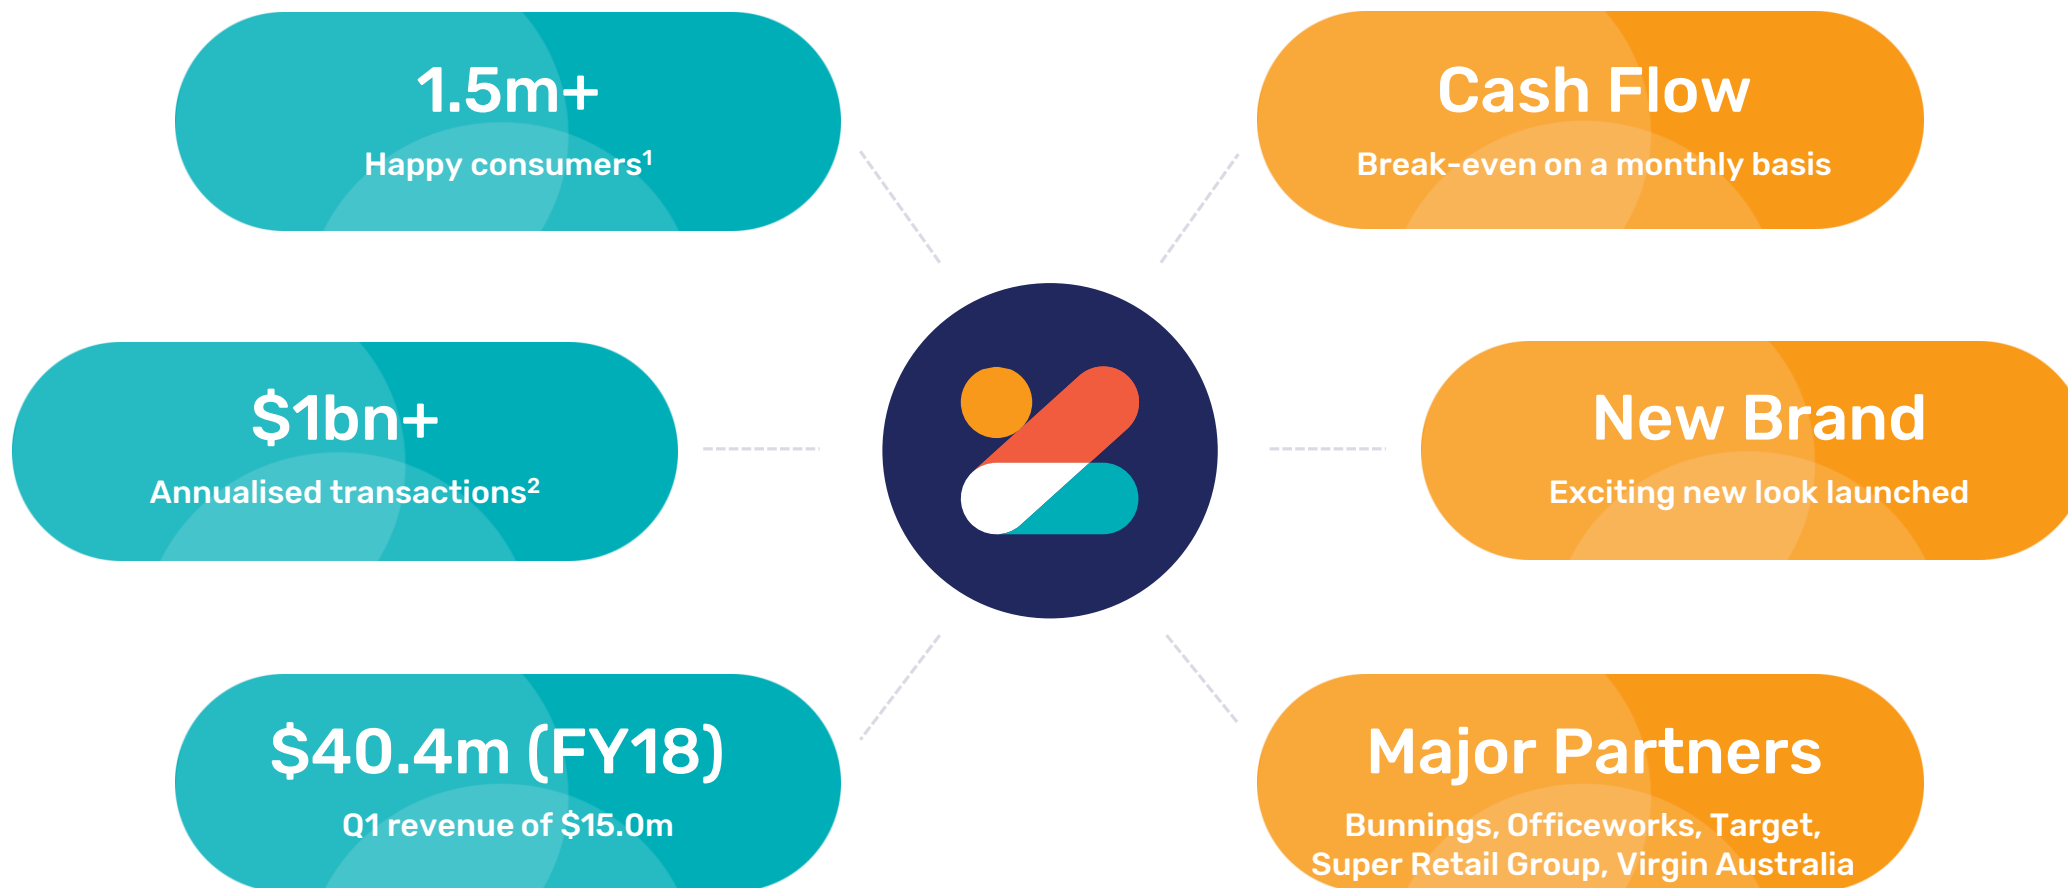 1.5m+
Happy consumers¹
Cash Flow
Break-even on a monthly basis
$1bn+
Annualised transactions²
New Brand
Exciting new look launched
$40.4m (FY18)
Q1 revenue of $15.0m
Major Partners
Bunnings, Officeworks, Target,
Super Retail Group, Virgin Australia